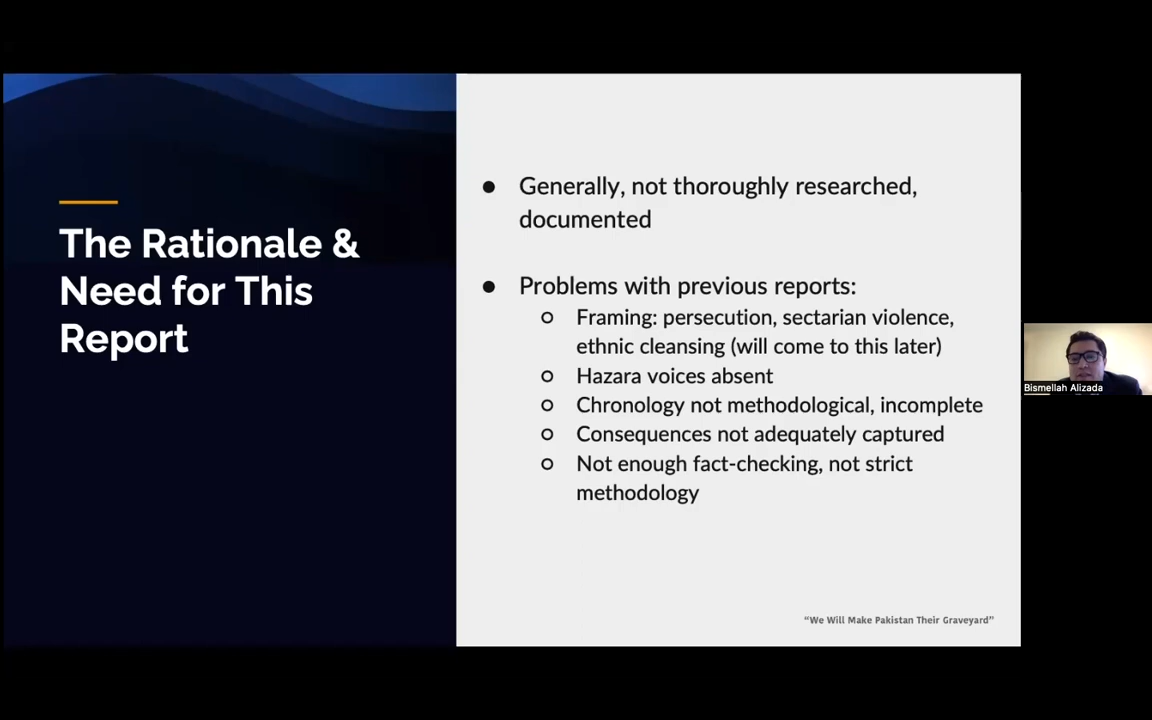 The Rationale &
Need for This
Report
● Generally, not thoroughly researched,
documented
● Problems with previous reports:
○ Framing: persecution, sectarian violence,
ethnic cleansing (will come to this later)
○ Hazara voices absent
○ Chronology not methodological, incomplete
○ Consequences not adequately captured
○ Not enough fact-checking, not strict
methodology
“We Will Make Pakistan Their Graveyard”
Bismellah Alizada